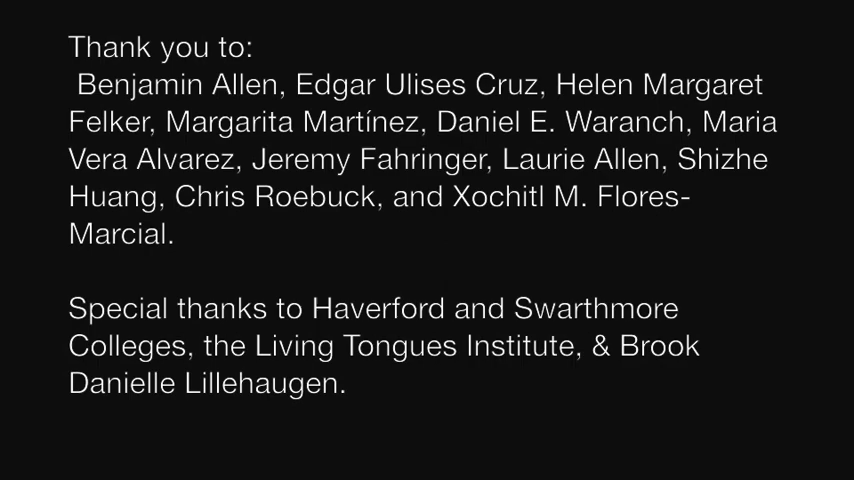 Thank you to:
Benjamin Allen, Edgar Ulises Cruz, Helen Margaret
Felker, Margarita Martínez, Daniel E. Waranch, Maria
Vera Alvarez, Jeremy Fahringer, Laurie Allen, Shizhe
Huang, Chris Roebuck, and Xochitl M. Flores-
Marcial.
Special thanks to Haverford and Swarthmore
Colleges, the Living Tongues Institute, & Brook
Danielle Lillehaugen.